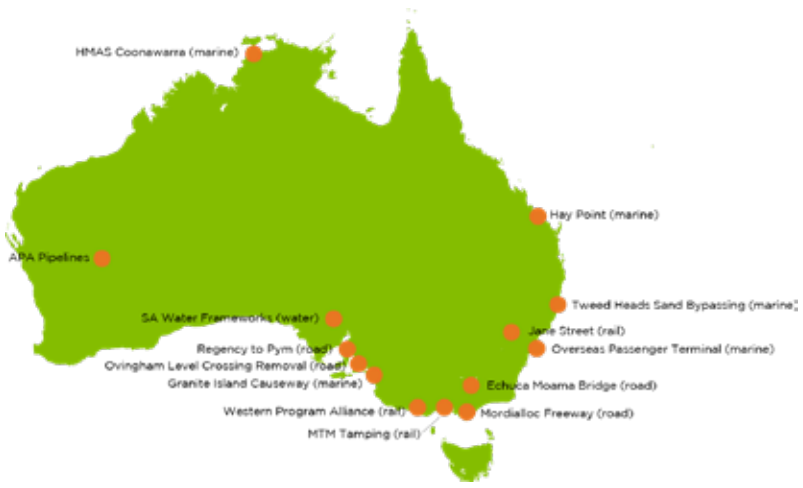 HMAS Coonawarra (marine)
Hay Point (marine)
APA Pipelines
Tweed Heads Sand Bypassing (marine)
SA Water Frameworks (water)
Jane Street (rail)
Regency to Pym (road)
Overseas Passenger Terminal (marine)
Ovingham Level Crossing Removal (road)
Granite Island Causeway (marine)
Echuca Moama Bridge (road)
Western Program Alliance (rail)
Mordialloc Freeway (road)
MTM Tamping (rail)